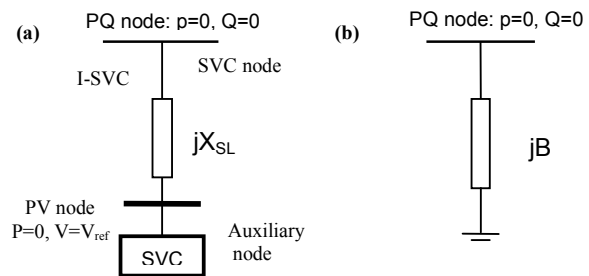 (a)
PQ node: p=0, Q=0
I-SVC
SVC node
jX_SL
PV node
P=0, V=V_ref
Auxiliary
node
SVC
(b)
PQ node: p=0, Q=0
jB